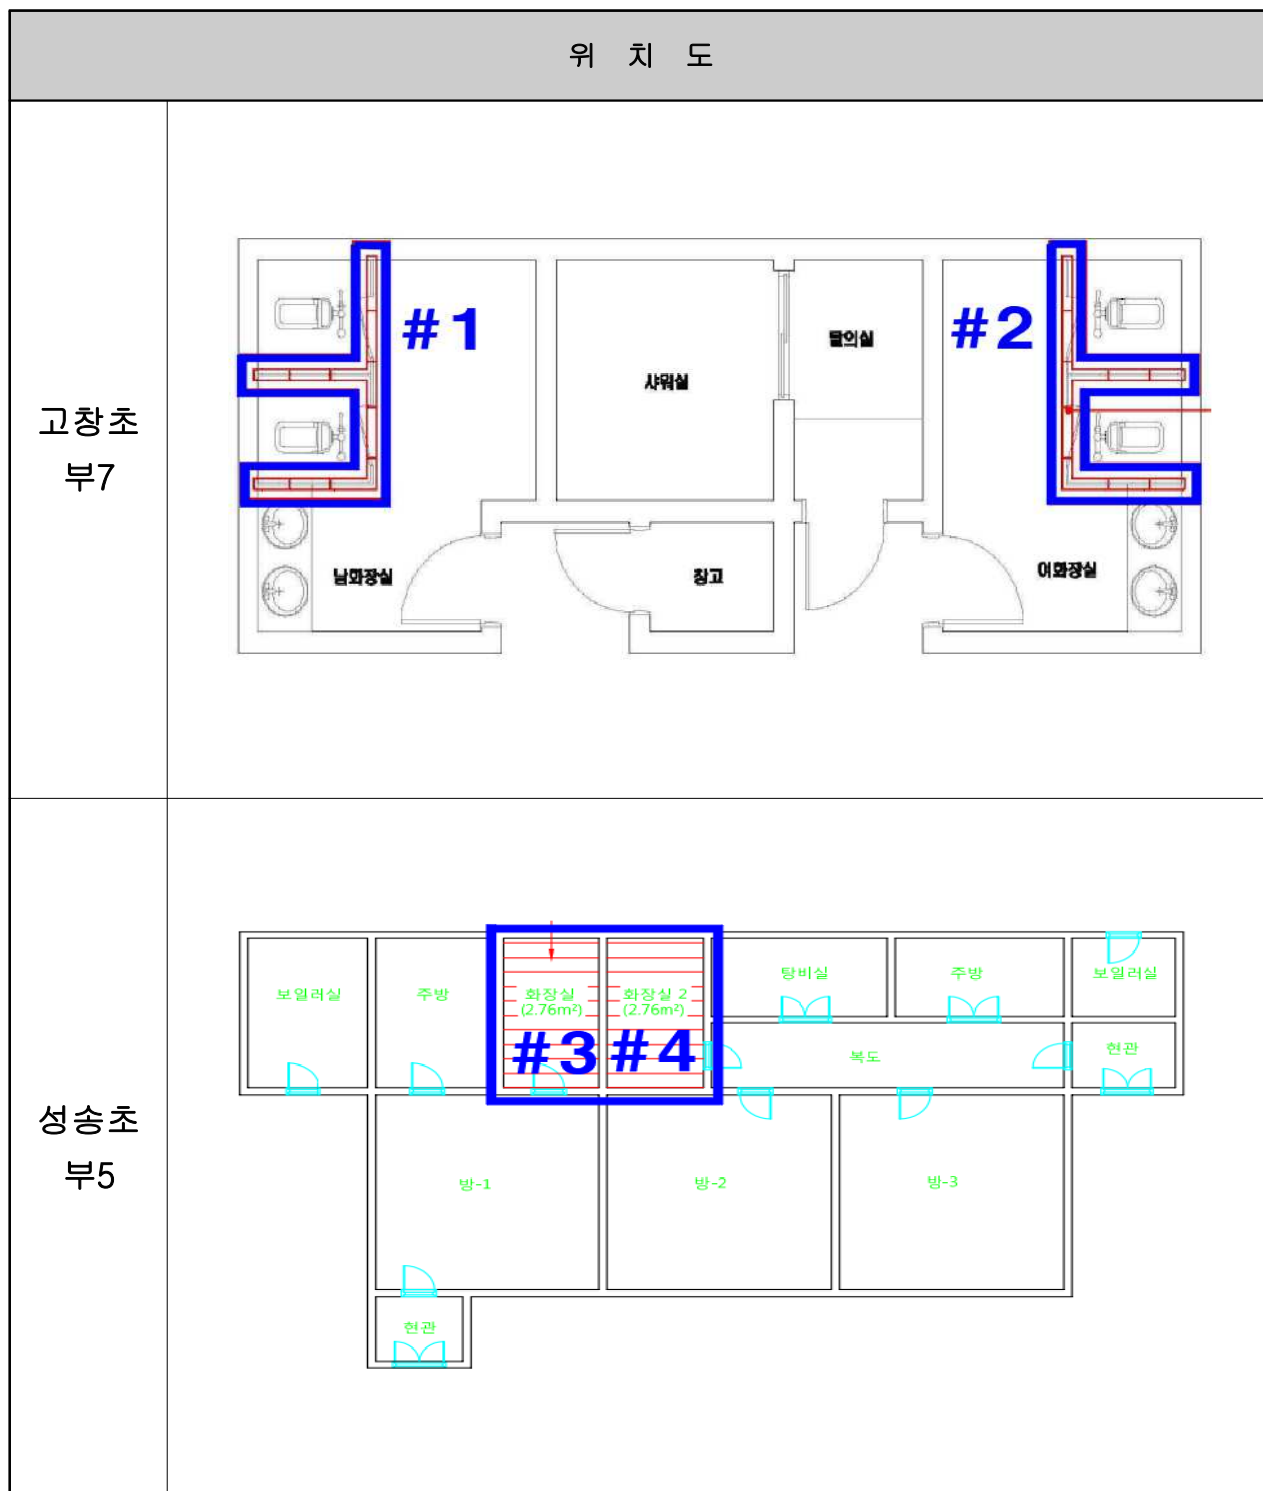 위 치 도
고창초
부7
#1
#2
탈의실
샤워실
남화장실
창고
여화장실
성송초
부5
보일러실
주방
화장실
(2.76m²)
화장실 2
(2.76m²)
탕비실
주방
보일러실
#3
#4
복도
현관
방-1
방-2
방-3
현관